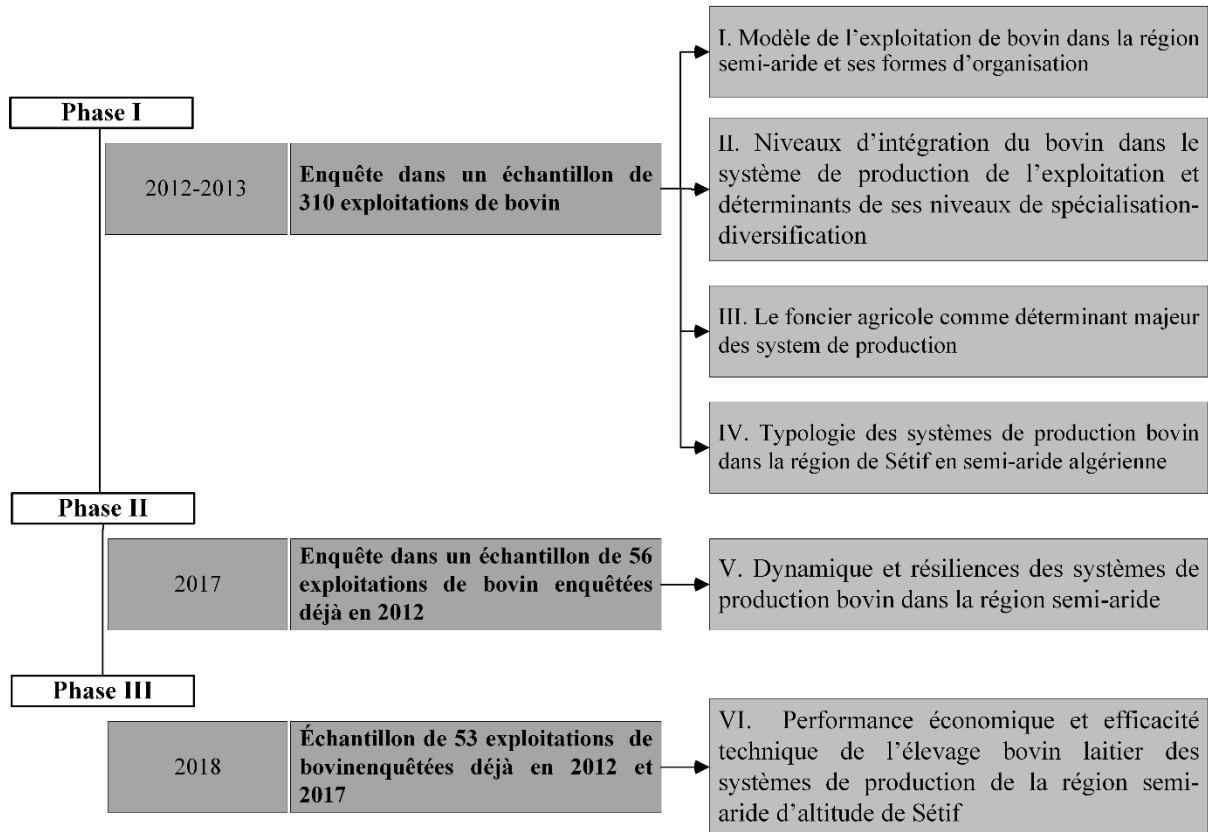 I. Modèle de l'exploitation de bovin dans la région
semi-aride et ses formes d'organisation
Phase I
2012-2013
Enquête dans un échantillon de
310 exploitations de bovin
II. Niveaux d'intégration du bovin dans le
système de production de l'exploitation et
déterminants de ses niveaux de spécialisation-
diversification
III. Le foncier agricole comme déterminant majeur
des system de production
IV. Typologie des systèmes de production bovin
dans la région de Sétif en semi-aride algérienne
Phase II
2017
Enquête dans un échantillon de 56
exploitations de bovin enquêtées
déjà en 2012
V. Dynamique et résiliences des systèmes de
production bovin dans la région semi-aride
Phase III
2018
Échantillon de 53 exploitations de
bovinenquêtées déjà en 2012 et
2017
VI. Performance économique et efficacité
technique de l'élevage bovin laitier des
systèmes de production de la région semi-
aride d'altitude de Sétif